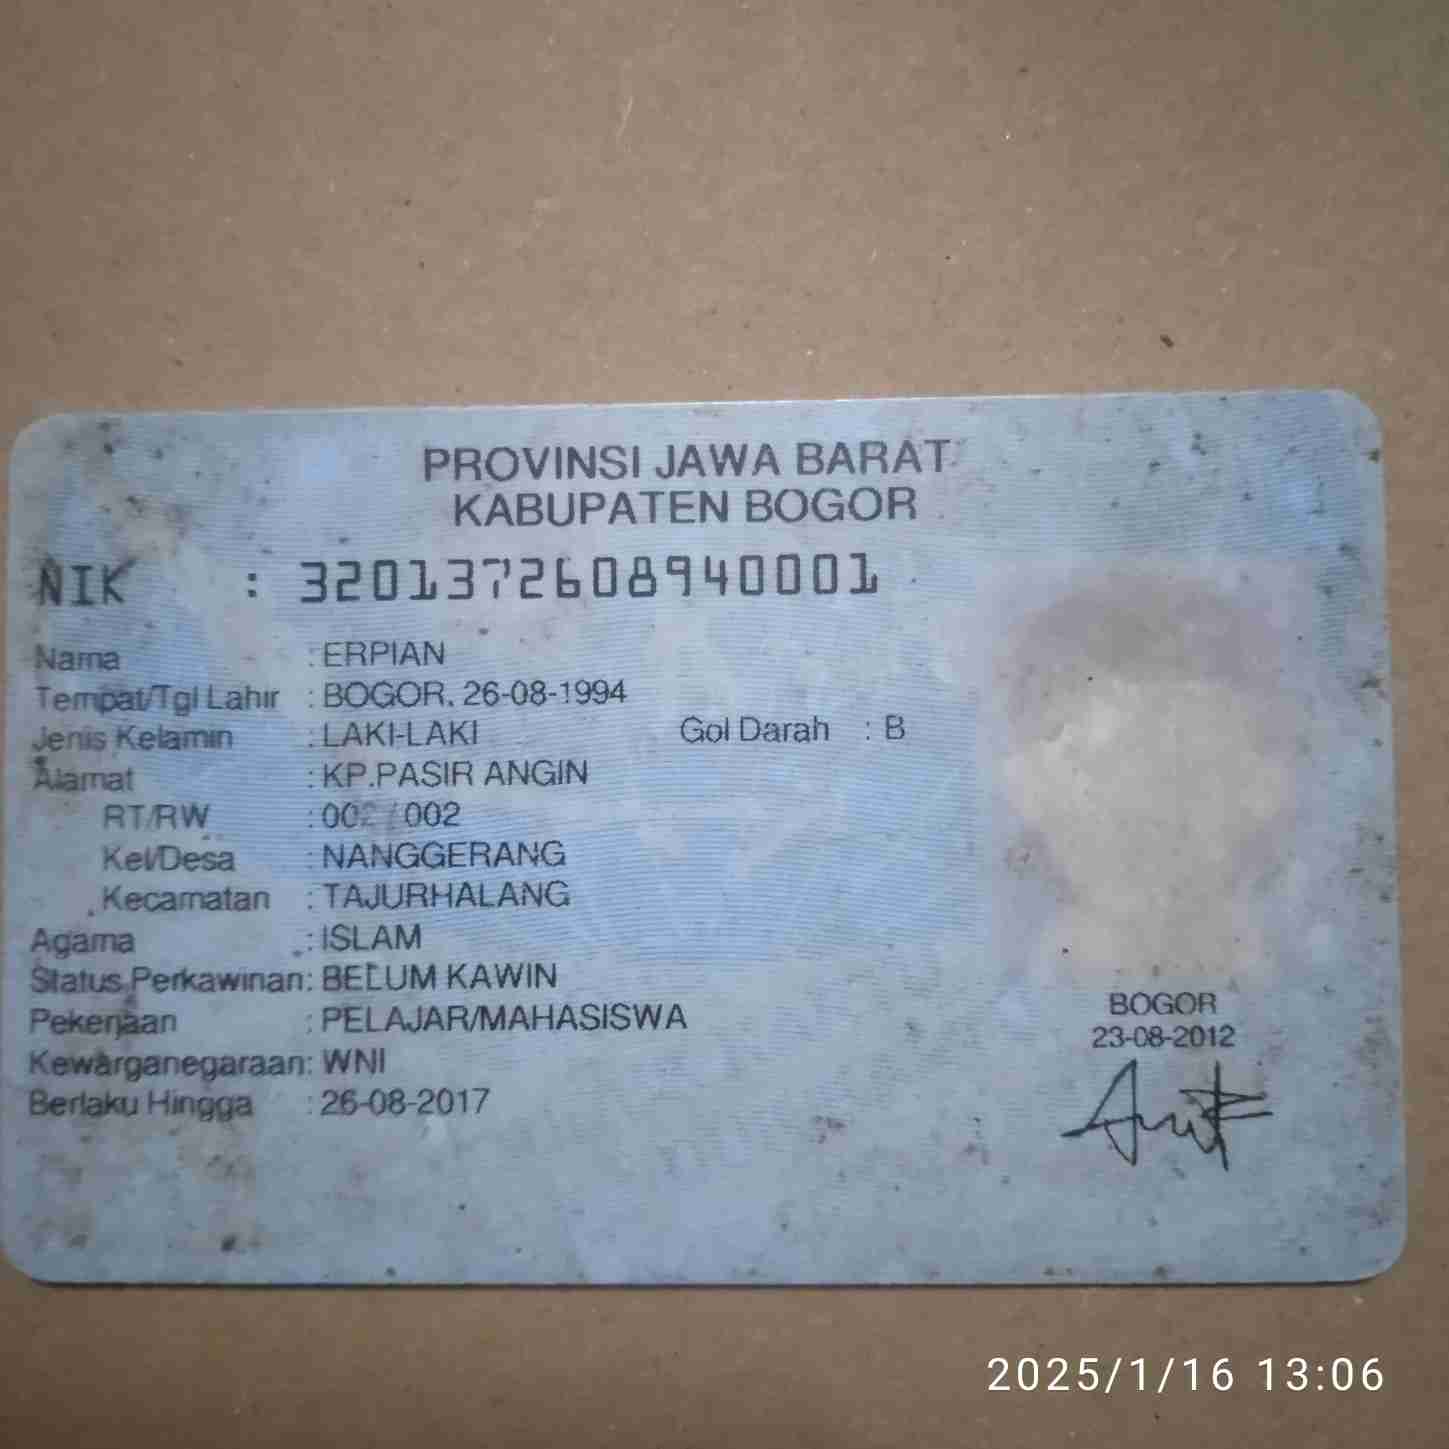 PROVINSI JAWA BARAT
KABUPATEN BOGOR
NIK : 3201372608940001
Nama : ERPIAN
Tempat/Tgl Lahir : BOGOR, 26-08-1994
Jenis Kelamin : LAKI-LAKI Gol Darah : B
Alamat : KP.PASIR ANGIN
RT/RW : 002 / 002
Kel/Desa : NANGGERANG
Kecamatan : TAJURHALANG
Agama : ISLAM
Status Perkawinan : BELUM KAWIN
Pekerjaan : PELAJAR/MAHASISWA
Kewarganegaraan : WNI
Berlaku Hingga : 26-08-2017
BOGOR
23-08-2012
2025/1/16 13:06